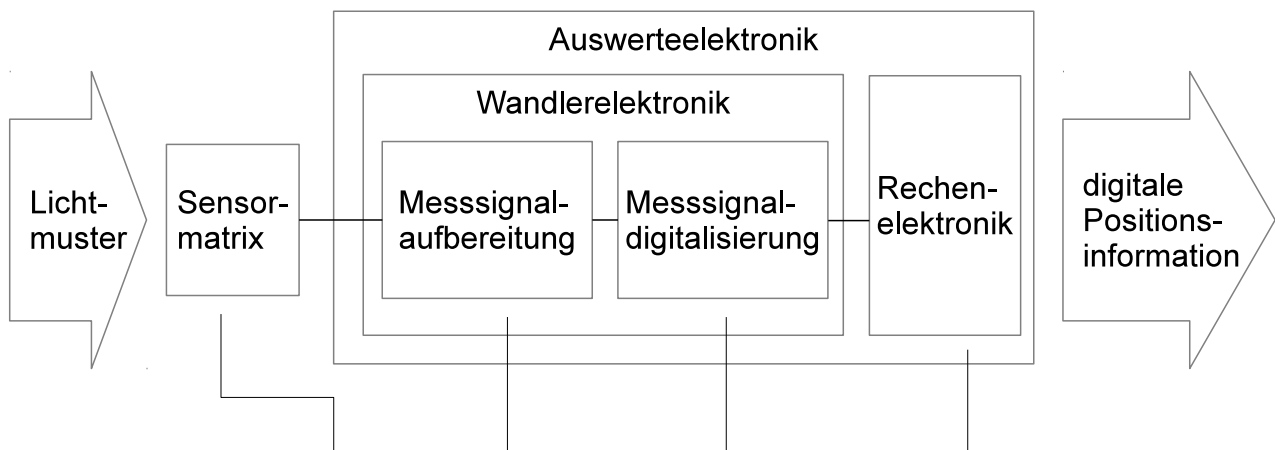 Auswerteelektronik
Wandlerelektronik
Licht-
muster
Sensor-
matrix
Messsignal-
aufbereitung
Messsignal-
digitalisierung
Rechen-
elektronik
digitale
Positions-
information